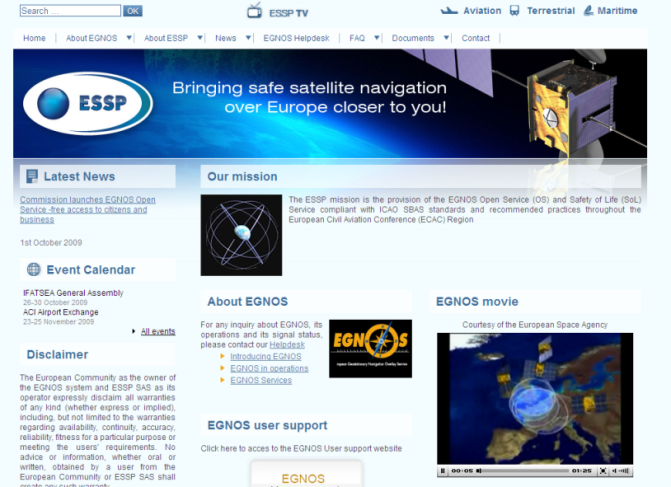 Search ...
OK
ESSP TV
Aviation
Terrestrial
Maritime
Home
About EGNOS
About ESSP
News
EGNOS Helpdesk
FAQ
Documents
Contact
ESSP
Bringing safe satellite navigation
over Europe closer to you!
Latest News
Commission launches EGNOS Open
Service -free access to citizens and
business
1st October 2009
Event Calendar
IFATSEA General Assembly
26-30 October 2009
ACI Airport Exchange
23-25 November 2009
All events
Disclaimer
The European Community as the owner of
the EGNOS system and ESSP SAS as its
operator expressly disclaim all warranties
of any kind (whether express or implied),
including, but not limited to the warranties
regarding availability, continuity, accuracy,
reliability, fitness for a particular purpose or
meeting the users' requirements. No
advice or information, whether oral or
written, obtained by a user from the
European Community or ESSP SAS shall
create any such warranty.
Our mission
The ESSP mission is the provision of the EGNOS Open Service (OS) and Safety of Life (SoL)
Service compliant with ICAO SBAS standards and recommended practices throughout the
European Civil Aviation Conference (ECAC) Region
About EGNOS
For any inquiry about EGNOS, its
operations and its signal status,
please contact our Helpdesk
Introducing EGNOS
EGNOS in operations
EGNOS Services
EGNOS
EGNOS user support
Click here to acces to the EGNOS User support website
EGNOS
EGNOS movie
Courtesy of the European Space Agency
00:05
01:25